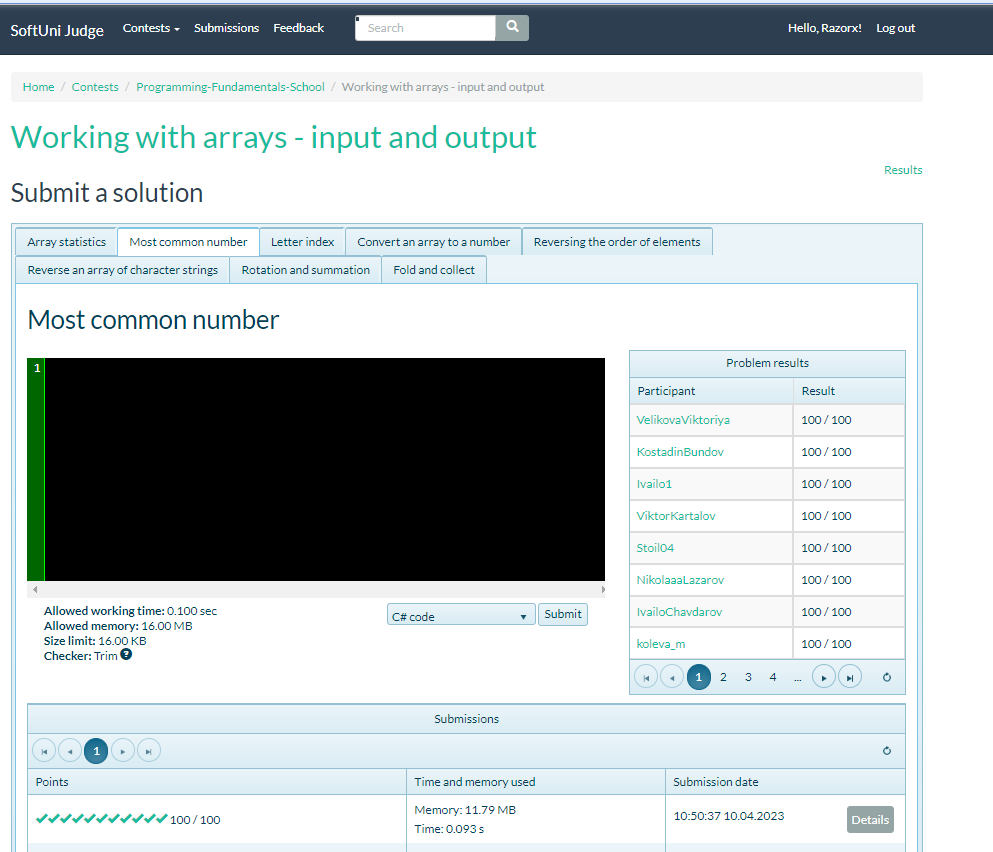 SoftUni Judge Contests Submissions Feedback Search Hello, Razorx! Log out
Home / Contests / Programming-Fundamentals-School / Working with arrays - input and output
Working with arrays - input and output
Results
Submit a solution
Array statistics Most common number Letter index Convert an array to a number Reversing the order of elements
Reverse an array of character strings Rotation and summation Fold and collect
Most common number
1
Problem results
Participant Result
VelikovaViktoriya 100 / 100
KostadinBundov 100 / 100
Ivailo1 100 / 100
ViktorKartalov 100 / 100
Stoil04 100 / 100
NikolaaaLazarov 100 / 100
IvailoChavdarov 100 / 100
koleva_m 100 / 100
1 2 3 4 ...
Allowed working time: 0.100 sec
Allowed memory: 16.00 MB
Size limit: 16.00 KB
Checker: Trim ?
C# code Submit
Submissions
1
Points Time and memory used Submission date
100 / 100 Memory: 11.79 MB
Time: 0.093 s
10:50:37 10.04.2023 Details